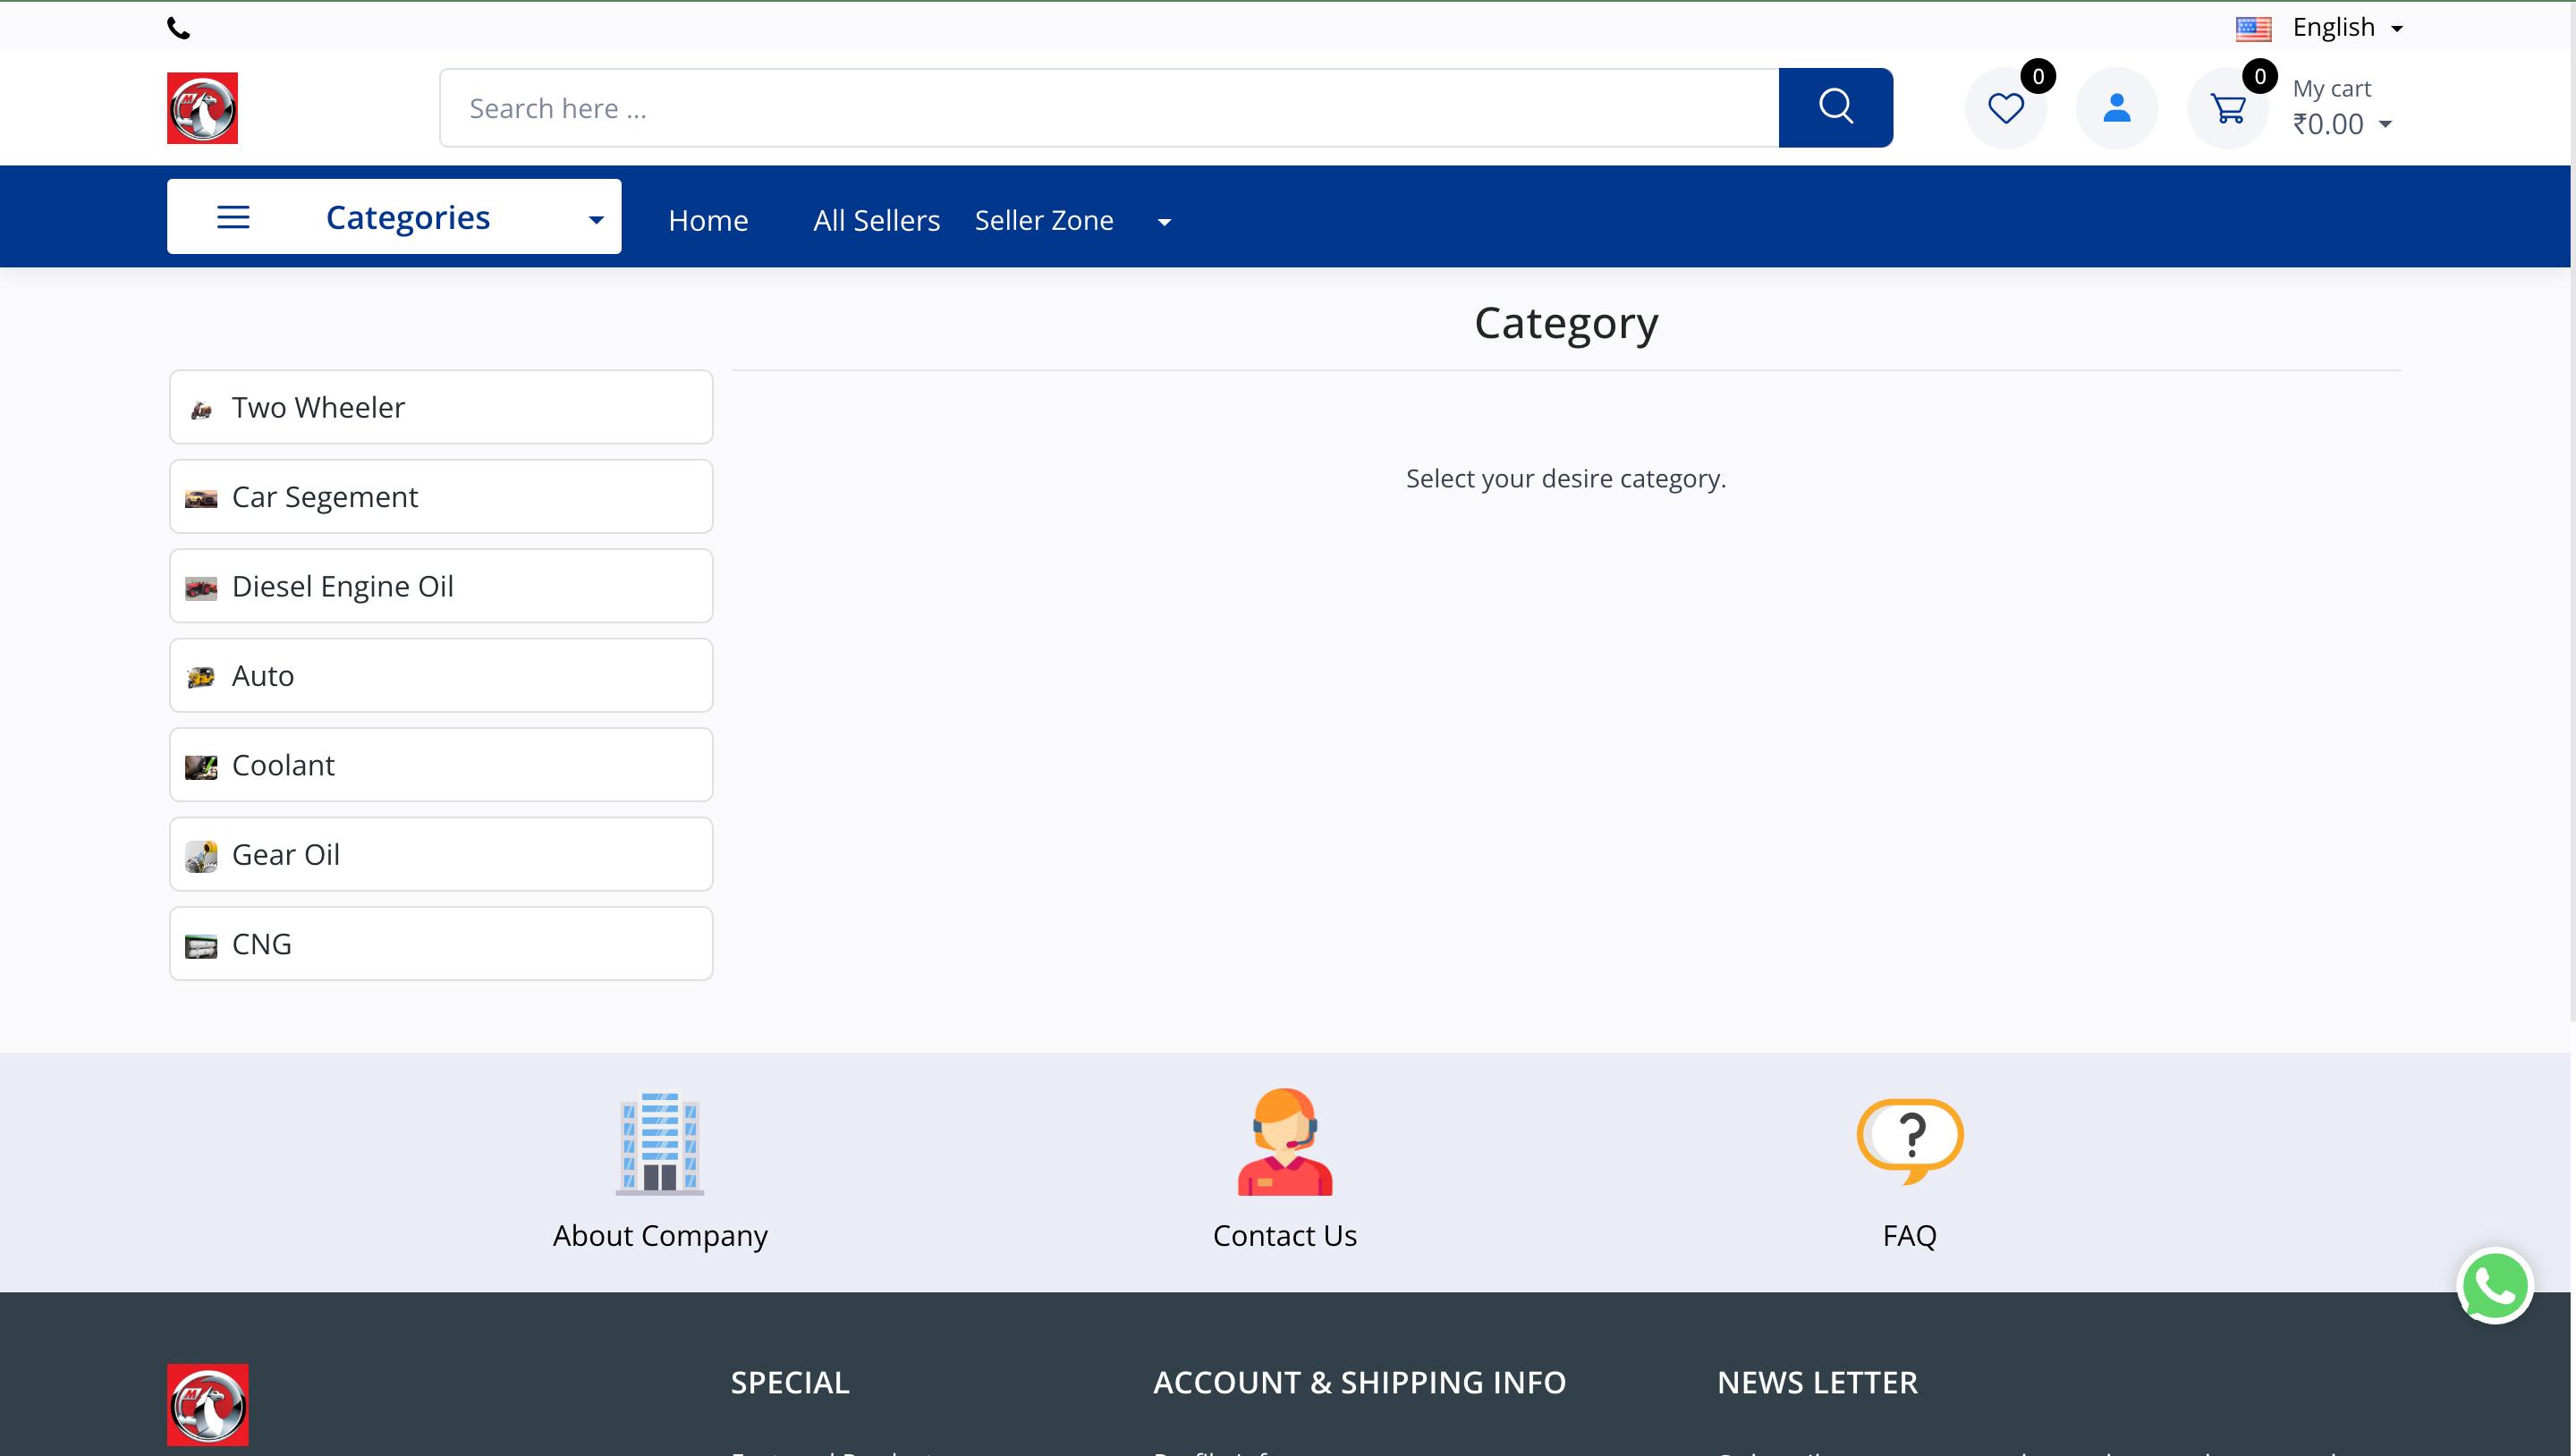 English
Search here ...
0
0
My cart
₹0.00
Categories
Home
All Sellers
Seller Zone
Category
Two Wheeler
Car Segement
Diesel Engine Oil
Auto
Coolant
Gear Oil
CNG
Select your desire category.
About Company
Contact Us
FAQ
M
SPECIAL
ACCOUNT & SHIPPING INFO
NEWS LETTER